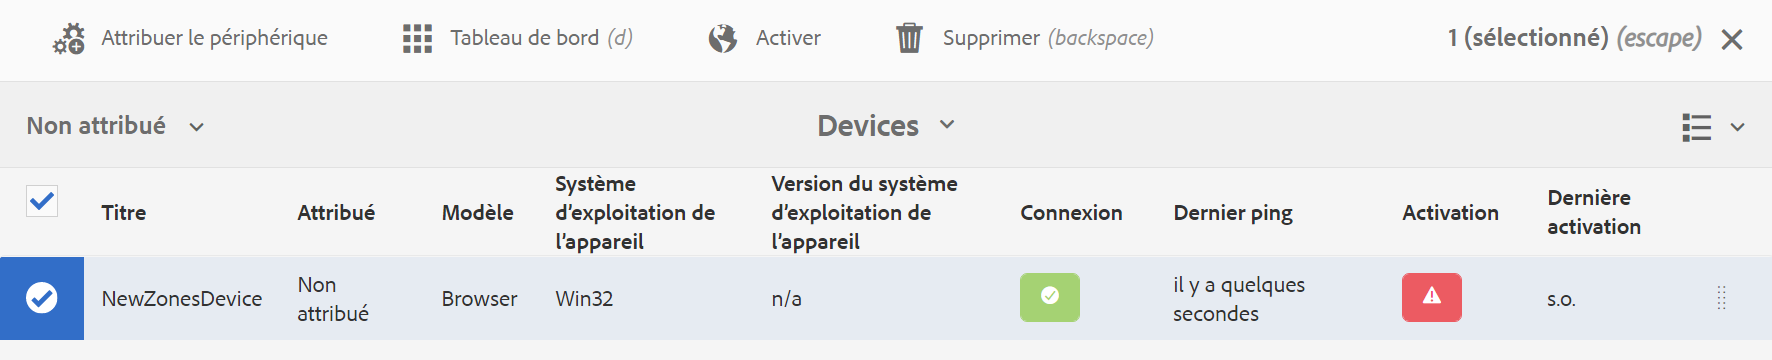 Attribuer le périphérique Tableau de bord (d) Activer Supprimer (backspace) 1 (sélectionné) (escape)
Non attribué Devices
Titre Attribué Modèle Système d’exploitation de l’appareil Version du système d’exploitation de l’appareil Connexion Dernier ping Activation Dernière activation
NewZonesDevice Non attribué Browser Win32 n/a il y a quelques secondes s.o.